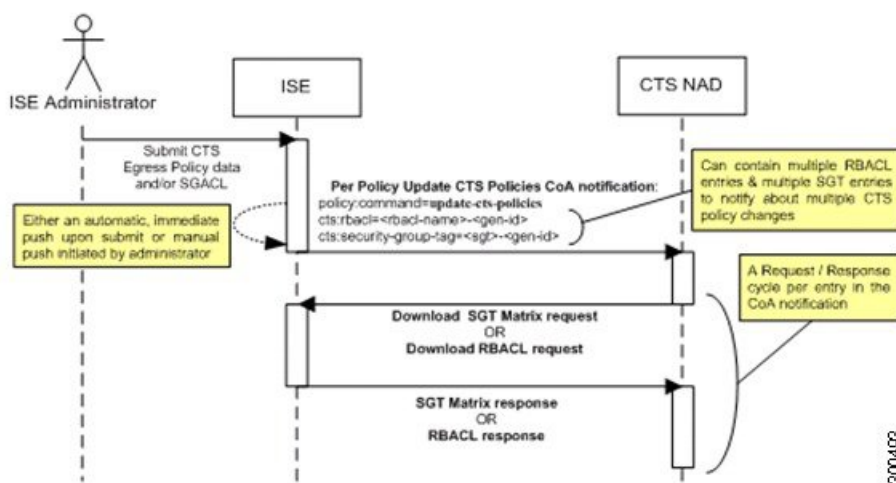 ISE Administrator
ISE
CTS NAD
Submit CTS
Egress Policy data
and/or SGACL
Either an automatic, immediate
push upon submit or manual
push initiated by administrator
Per Policy Update CTS Policies CoA notification:
policy:command=update-cts-policies
cts:rbacl=<rbacl-name>-<gen-id>
cts:security-group-tag=<sgt>-<gen-id>
Can contain multiple RBACL
entries & multiple SGT entries
to notify about multiple CTS
policy changes
A Request / Response
cycle per entry in the
CoA notification
Download SGT Matrix request
OR
Download RBACL request
SGT Matrix response
OR
RBACL response